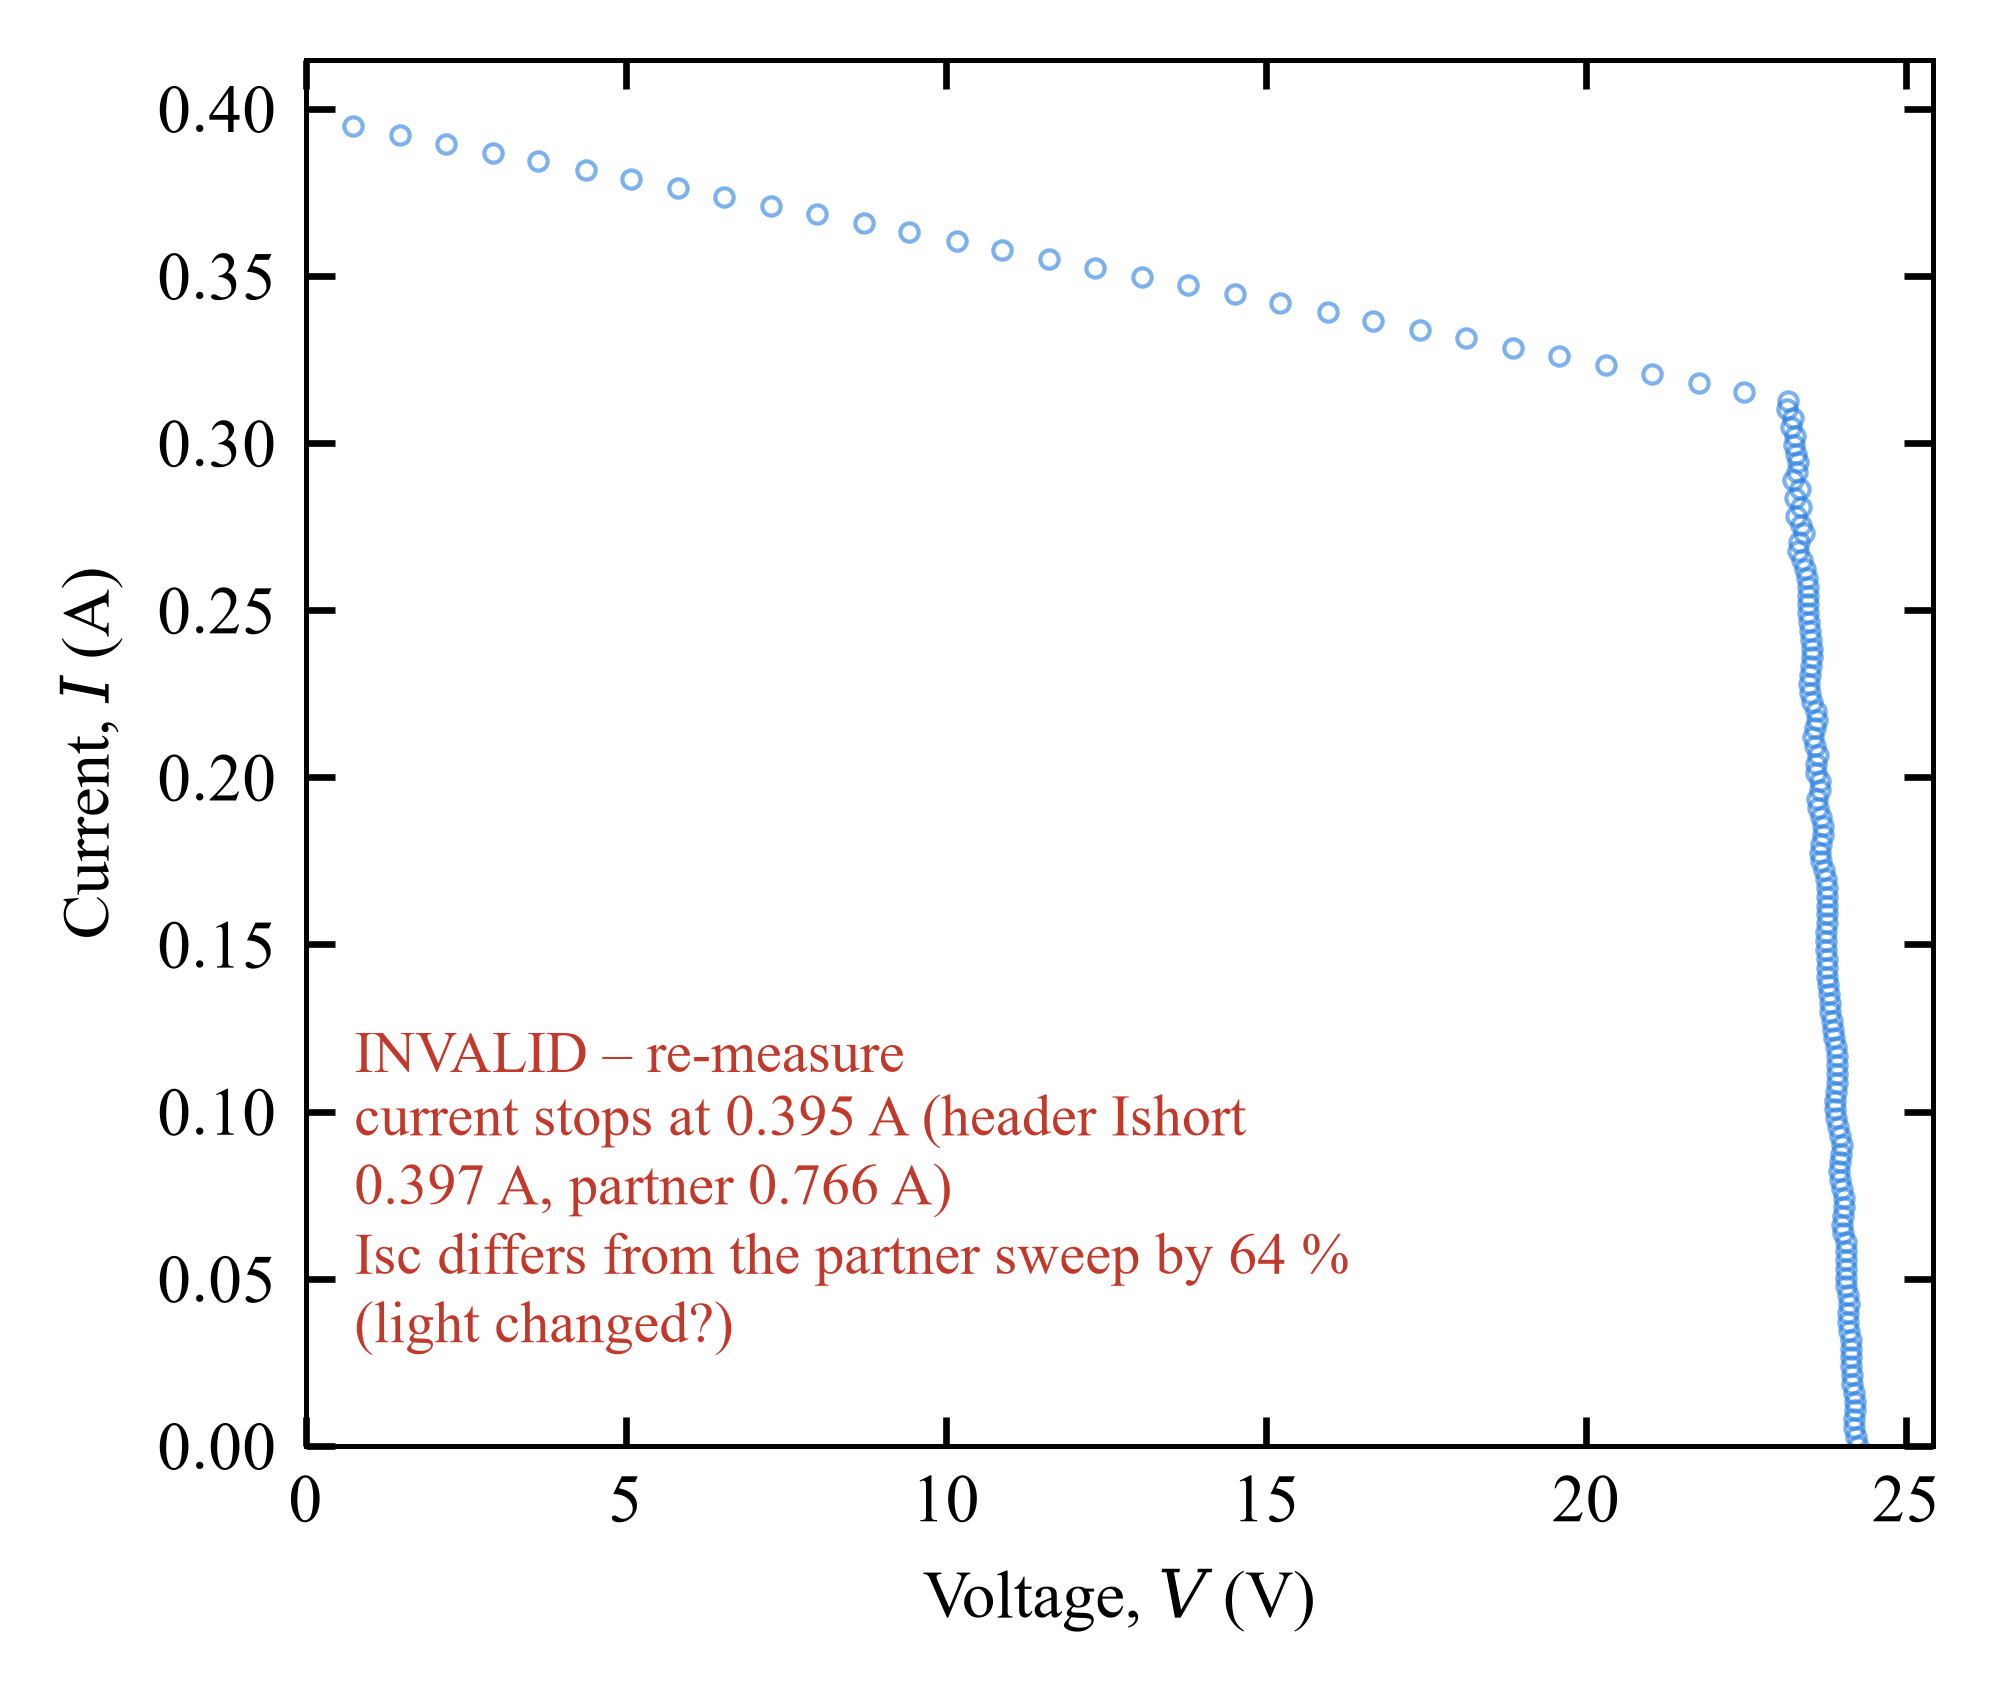 0.40
0.35
0.30
0.25
0.20
0.15
0.10
0.05
0.00
Current, I (A)
INVALID – re-measure
current stops at 0.395 A (header Ishort
0.397 A, partner 0.766 A)
Isc differs from the partner sweep by 64 %
(light changed?)
0 5 10 15 20 25
Voltage, V (V)